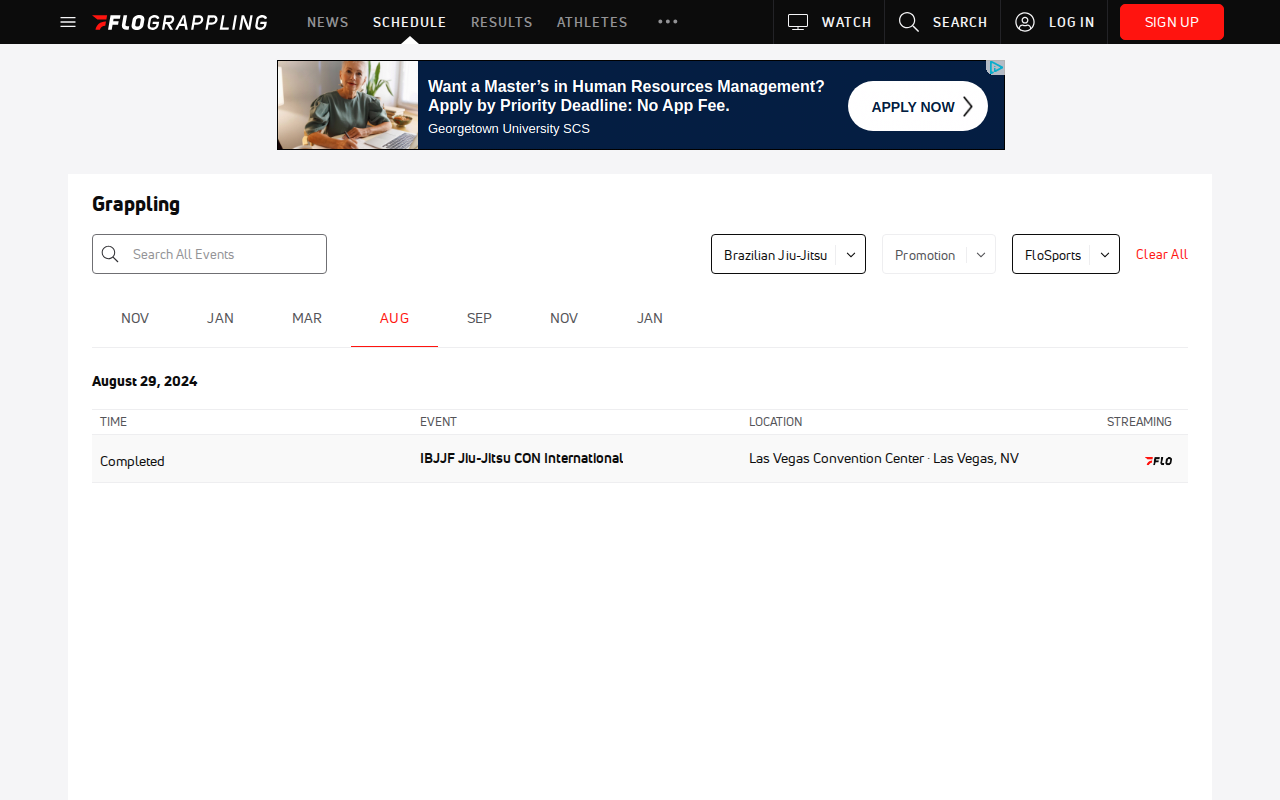 FLOGRAPPLING
NEWS
SCHEDULE
RESULTS
ATHLETES
WATCH
SEARCH
LOG IN
SIGN UP
Want a Master's in Human Resources Management?
Apply by Priority Deadline: No App Fee.
Georgetown University SCS
APPLY NOW
Grappling
Search All Events
Brazilian Jiu-Jitsu
Promotion
FloSports
Clear All
NOV
JAN
MAR
AUG
SEP
NOV
JAN
August 29, 2024
TIME
EVENT
LOCATION
STREAMING
Completed
IBJJF Jiu-Jitsu CON International
Las Vegas Convention Center · Las Vegas, NV
FLO